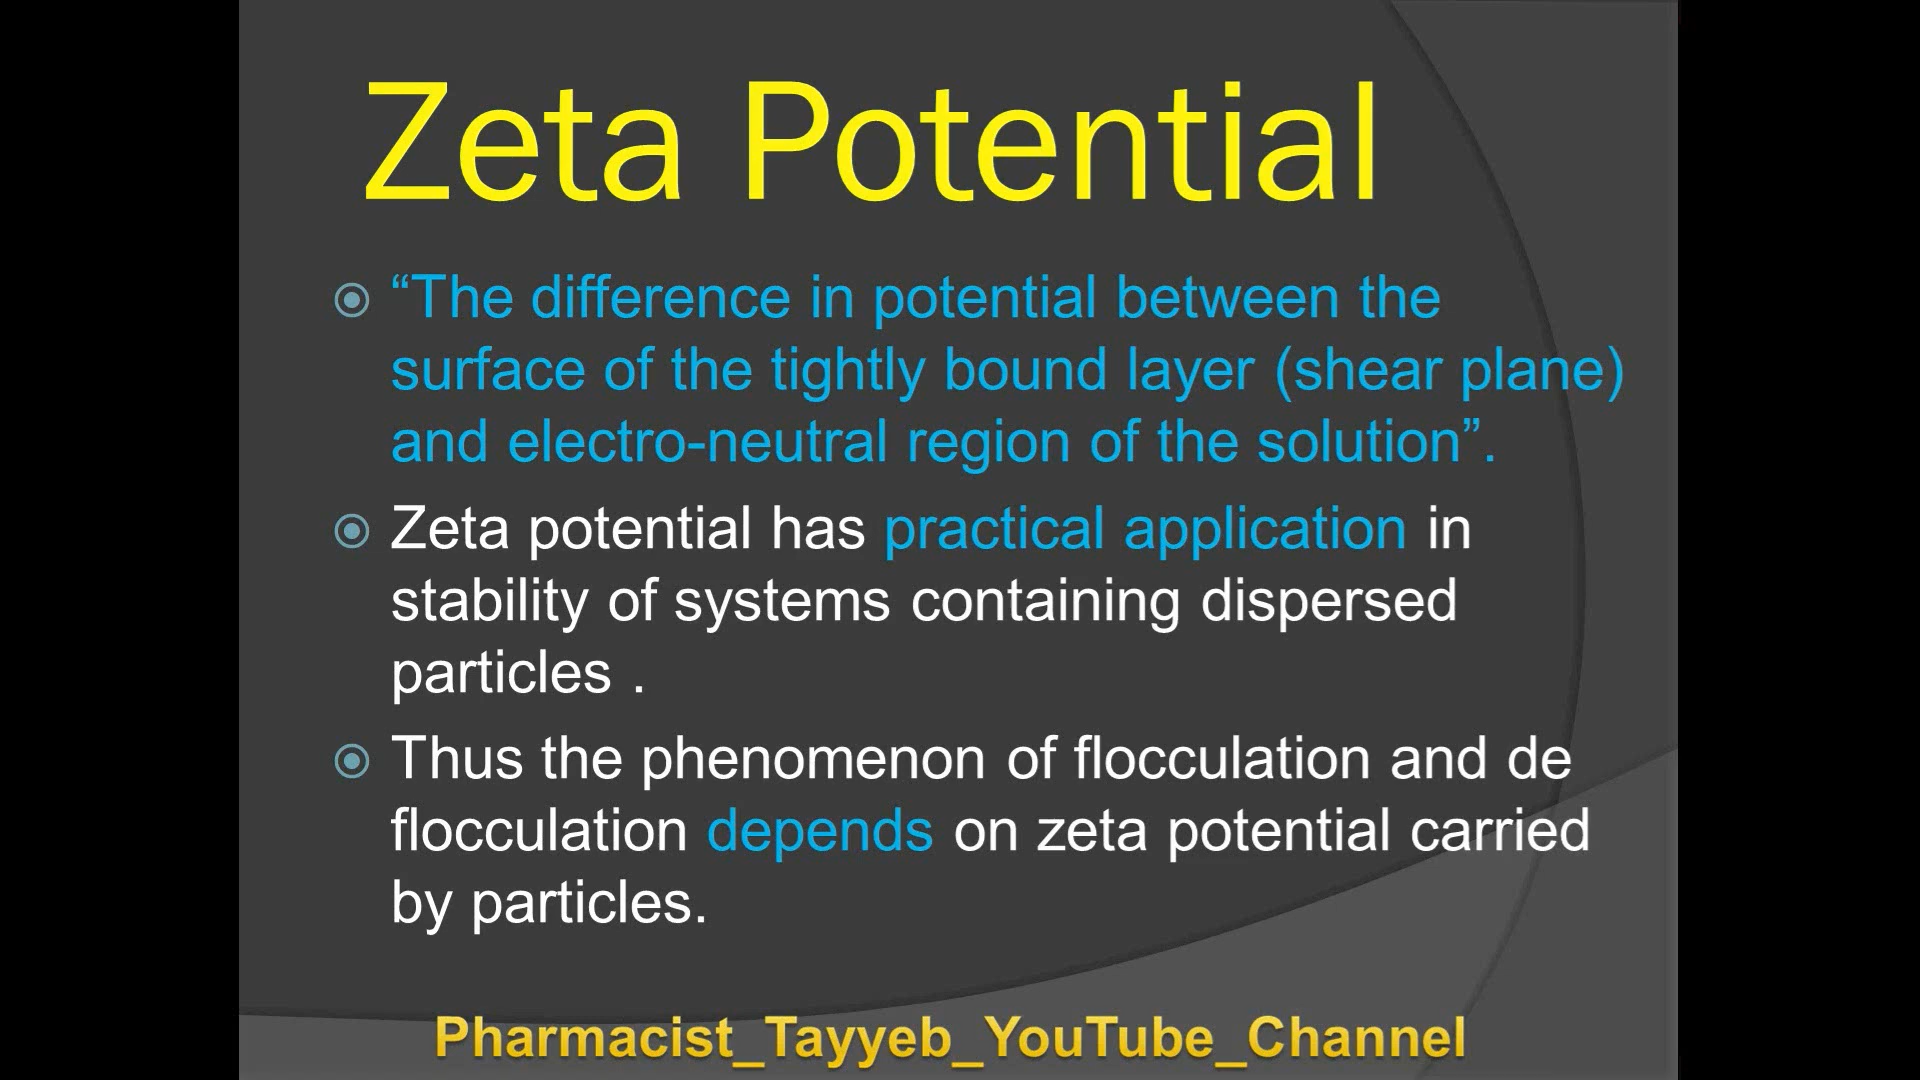 Zeta Potential
“The difference in potential between the
surface of the tightly bound layer (shear plane)
and electro-neutral region of the solution”.
Zeta potential has practical application in
stability of systems containing dispersed
particles .
Thus the phenomenon of flocculation and de
flocculation depends on zeta potential carried
by particles.
Pharmacist_Tayyeb_YouTube_Channel